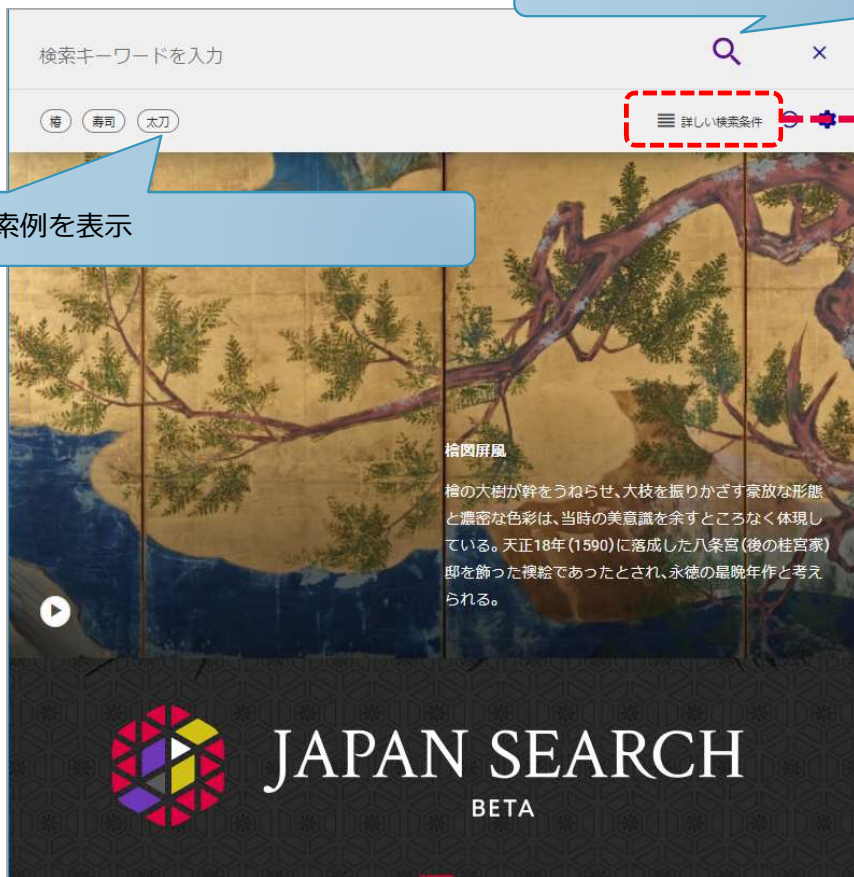 検索キーワードを入力
椿 寿司 太刀
詳しい検索条件
索例を表示
檜図屏風
檜の大樹が幹をうねらせ、大枝を振りかざす豪放な形態
と濃密な色彩は、当時の美意識を余すところなく体現し
ている。天正18年(1590)に落成した八条宮(後の桂宮家)
邸を飾った襖絵であったとされ、永徳の最晩年作と考え
られる。
JAPAN SEARCH
BETA